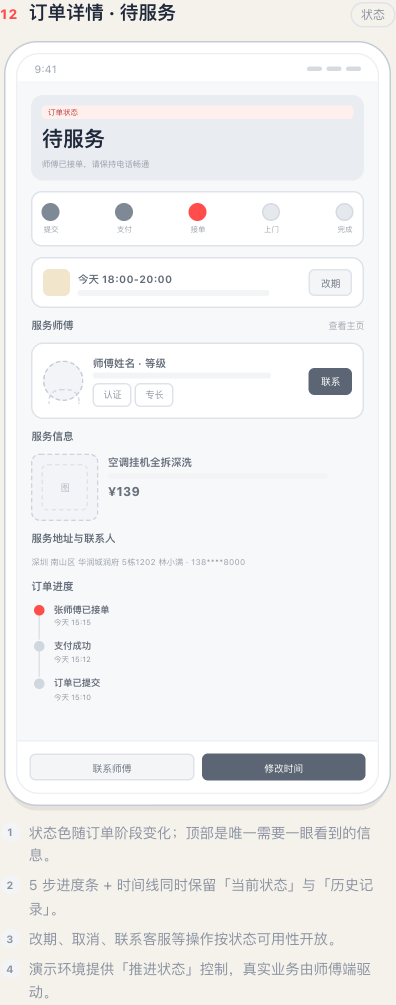 12 订单详情 · 待服务
状态
9:41
订单状态
待服务
师傅已接单，请保持电话畅通
提交 支付 接单 上门 完成
今天 18:00-20:00
改期
服务师傅
查看主页
师傅姓名 · 等级
认证 专长
联系
服务信息
图
空调挂机全拆深洗
¥139
服务地址与联系人
深圳 南山区 华润城润府 5栋1202 林小满 · 138****8000
订单进度
张师傅已接单
今天 15:15
支付成功
今天 15:12
订单已提交
今天 15:10
联系师傅
修改时间
1 状态色随订单阶段变化；顶部是唯一需要一眼看到的信
息。
2 5 步进度条 + 时间线同时保留「当前状态」与「历史记
录」。
3 改期、取消、联系客服等操作按状态可用性开放。
4 演示环境提供「推进状态」控制，真实业务由师傅端驱
动。